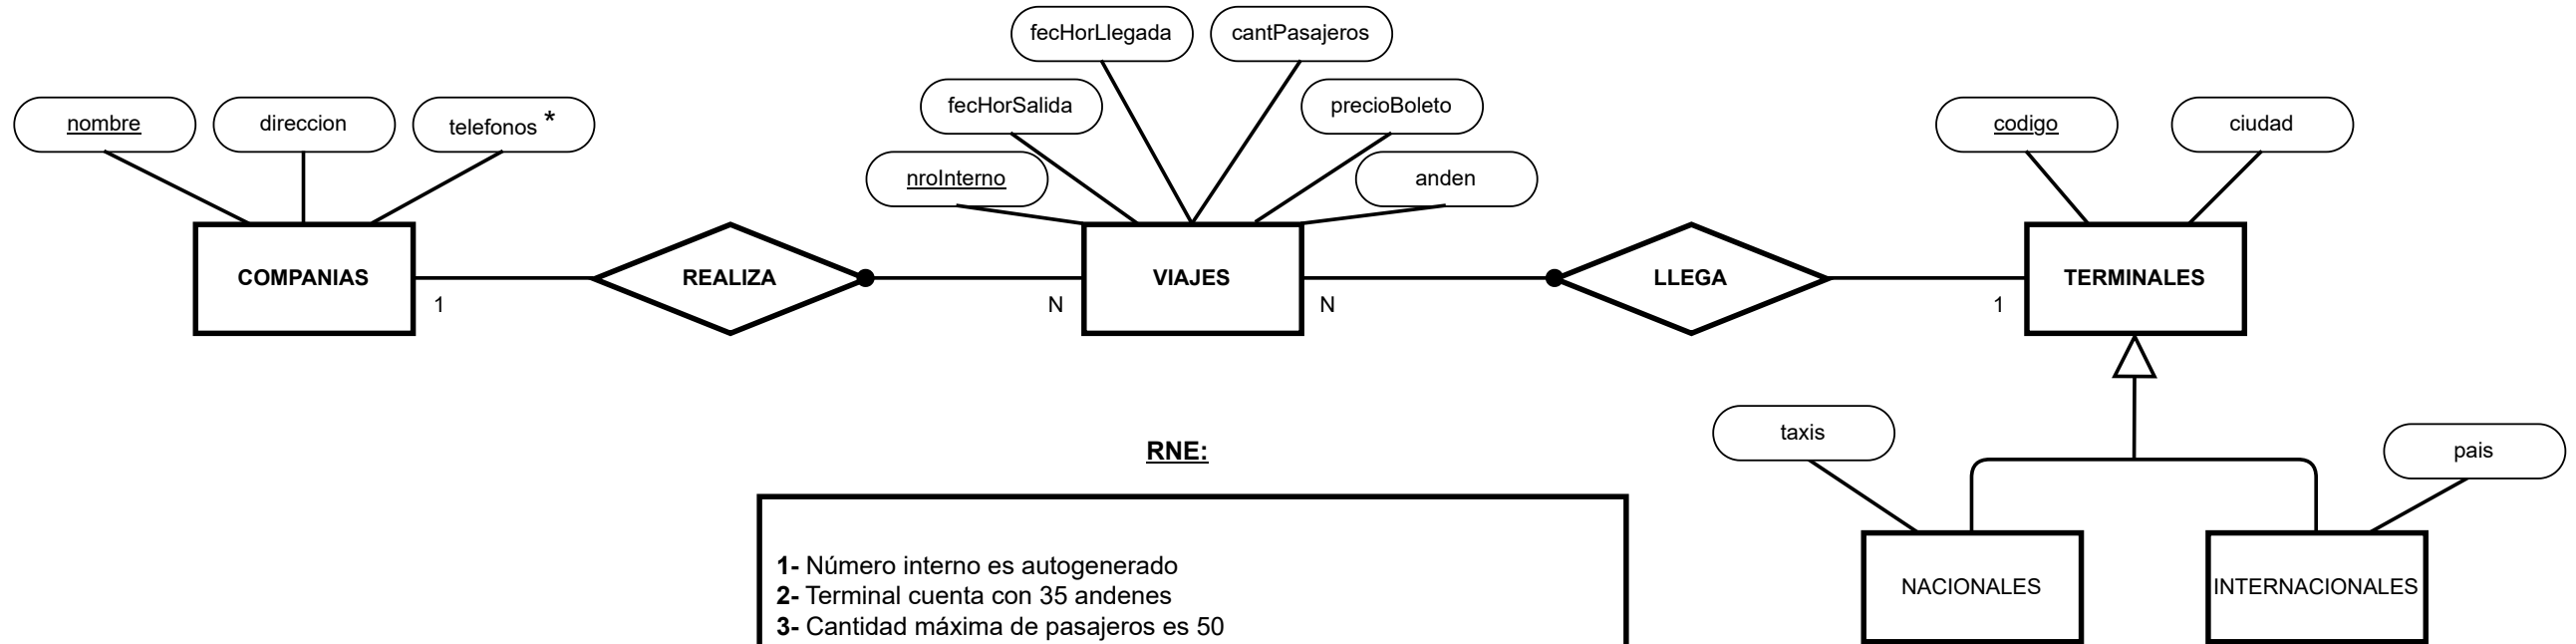 fecHorLlegada
cantPasajeros
fecHorSalida
precioBoleto
nombre
direccion
telefonos *
codigo
ciudad
nroInterno
anden
COMPANIAS
REALIZA
VIAJES
LLEGA
TERMINALES
1
N
N
1
taxis
pais
RNE:
1- Número interno es autogenerado
2- Terminal cuenta con 35 andenes
3- Cantidad máxima de pasajeros es 50
NACIONALES
INTERNACIONALES